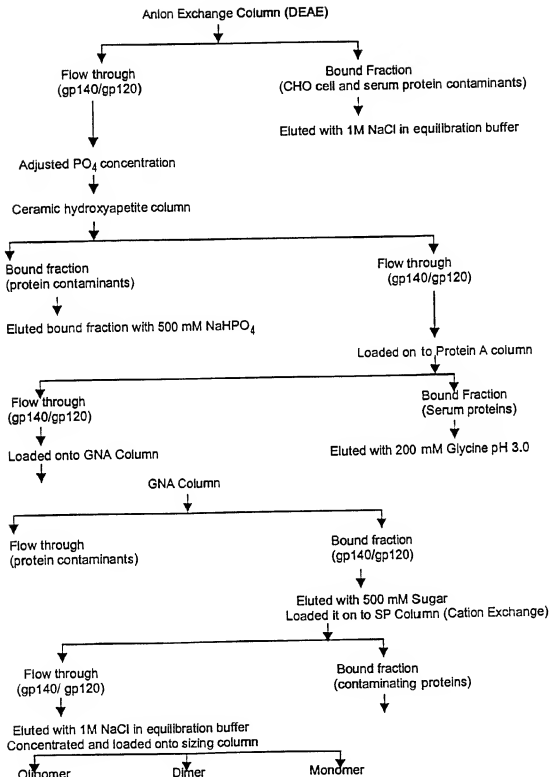 Anion Exchange Column (DEAE)
Flow through
(gp140/gp120)
Bound Fraction
(CHO cell and serum protein contaminants)
Eluted with 1M NaCl in equilibration buffer
Adjusted PO4 concentration
Ceramic hydroxyapetite column
Bound fraction
(protein contaminants)
Eluted bound fraction with 500 mM NaHPO4
Flow through
(gp140/gp120)
Loaded on to Protein A column
Flow through
(gp140/gp120)
Loaded onto GNA Column
Bound Fraction
(Serum proteins)
Eluted with 200 mM Glycine pH 3.0
GNA Column
Flow through
(protein contaminants)
Bound fraction
(gp140/gp120)
Eluted with 500 mM Sugar
Loaded it on to SP Column (Cation Exchange)
Flow through
(gp140/ gp120)
Bound fraction
(contaminating proteins)
Eluted with 1M NaCl in equilibration buffer
Concentrated and loaded onto sizing column
Oligomer
Dimer
Monomer